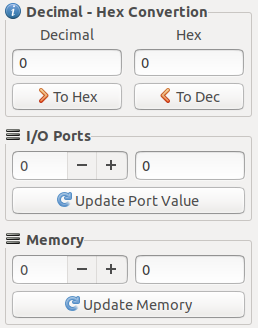 Decimal - Hex Convertion
Decimal Hex
0 0
To Hex To Dec
I/O Ports
0 − + 0
Update Port Value
Memory
0 − + 0
Update Memory